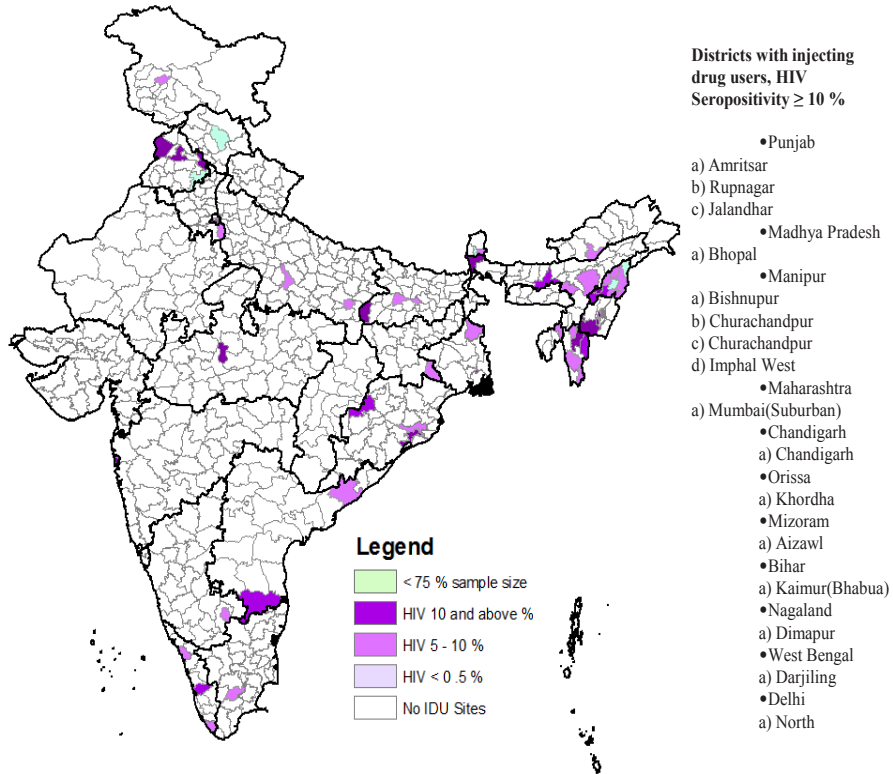 Districts with injecting
drug users, HIV
Seropositivity ≥ 10 %
•Punjab
a) Amritsar
b) Rupnagar
c) Jalandhar
•Madhya Pradesh
a) Bhopal
•Manipur
a) Bishnupur
b) Churachandpur
c) Churachandpur
d) Imphal West
•Maharashtra
a) Mumbai(Suburban)
•Chandigarh
a) Chandigarh
•Orissa
a) Khordha
•Mizoram
a) Aizawl
•Bihar
a) Kaimur(Bhabua)
•Nagaland
a) Dimapur
•West Bengal
a) Darjiling
•Delhi
a) North
Legend
< 75 % sample size
HIV 10 and above %
HIV 5 - 10 %
HIV < 0 .5 %
No IDU Sites